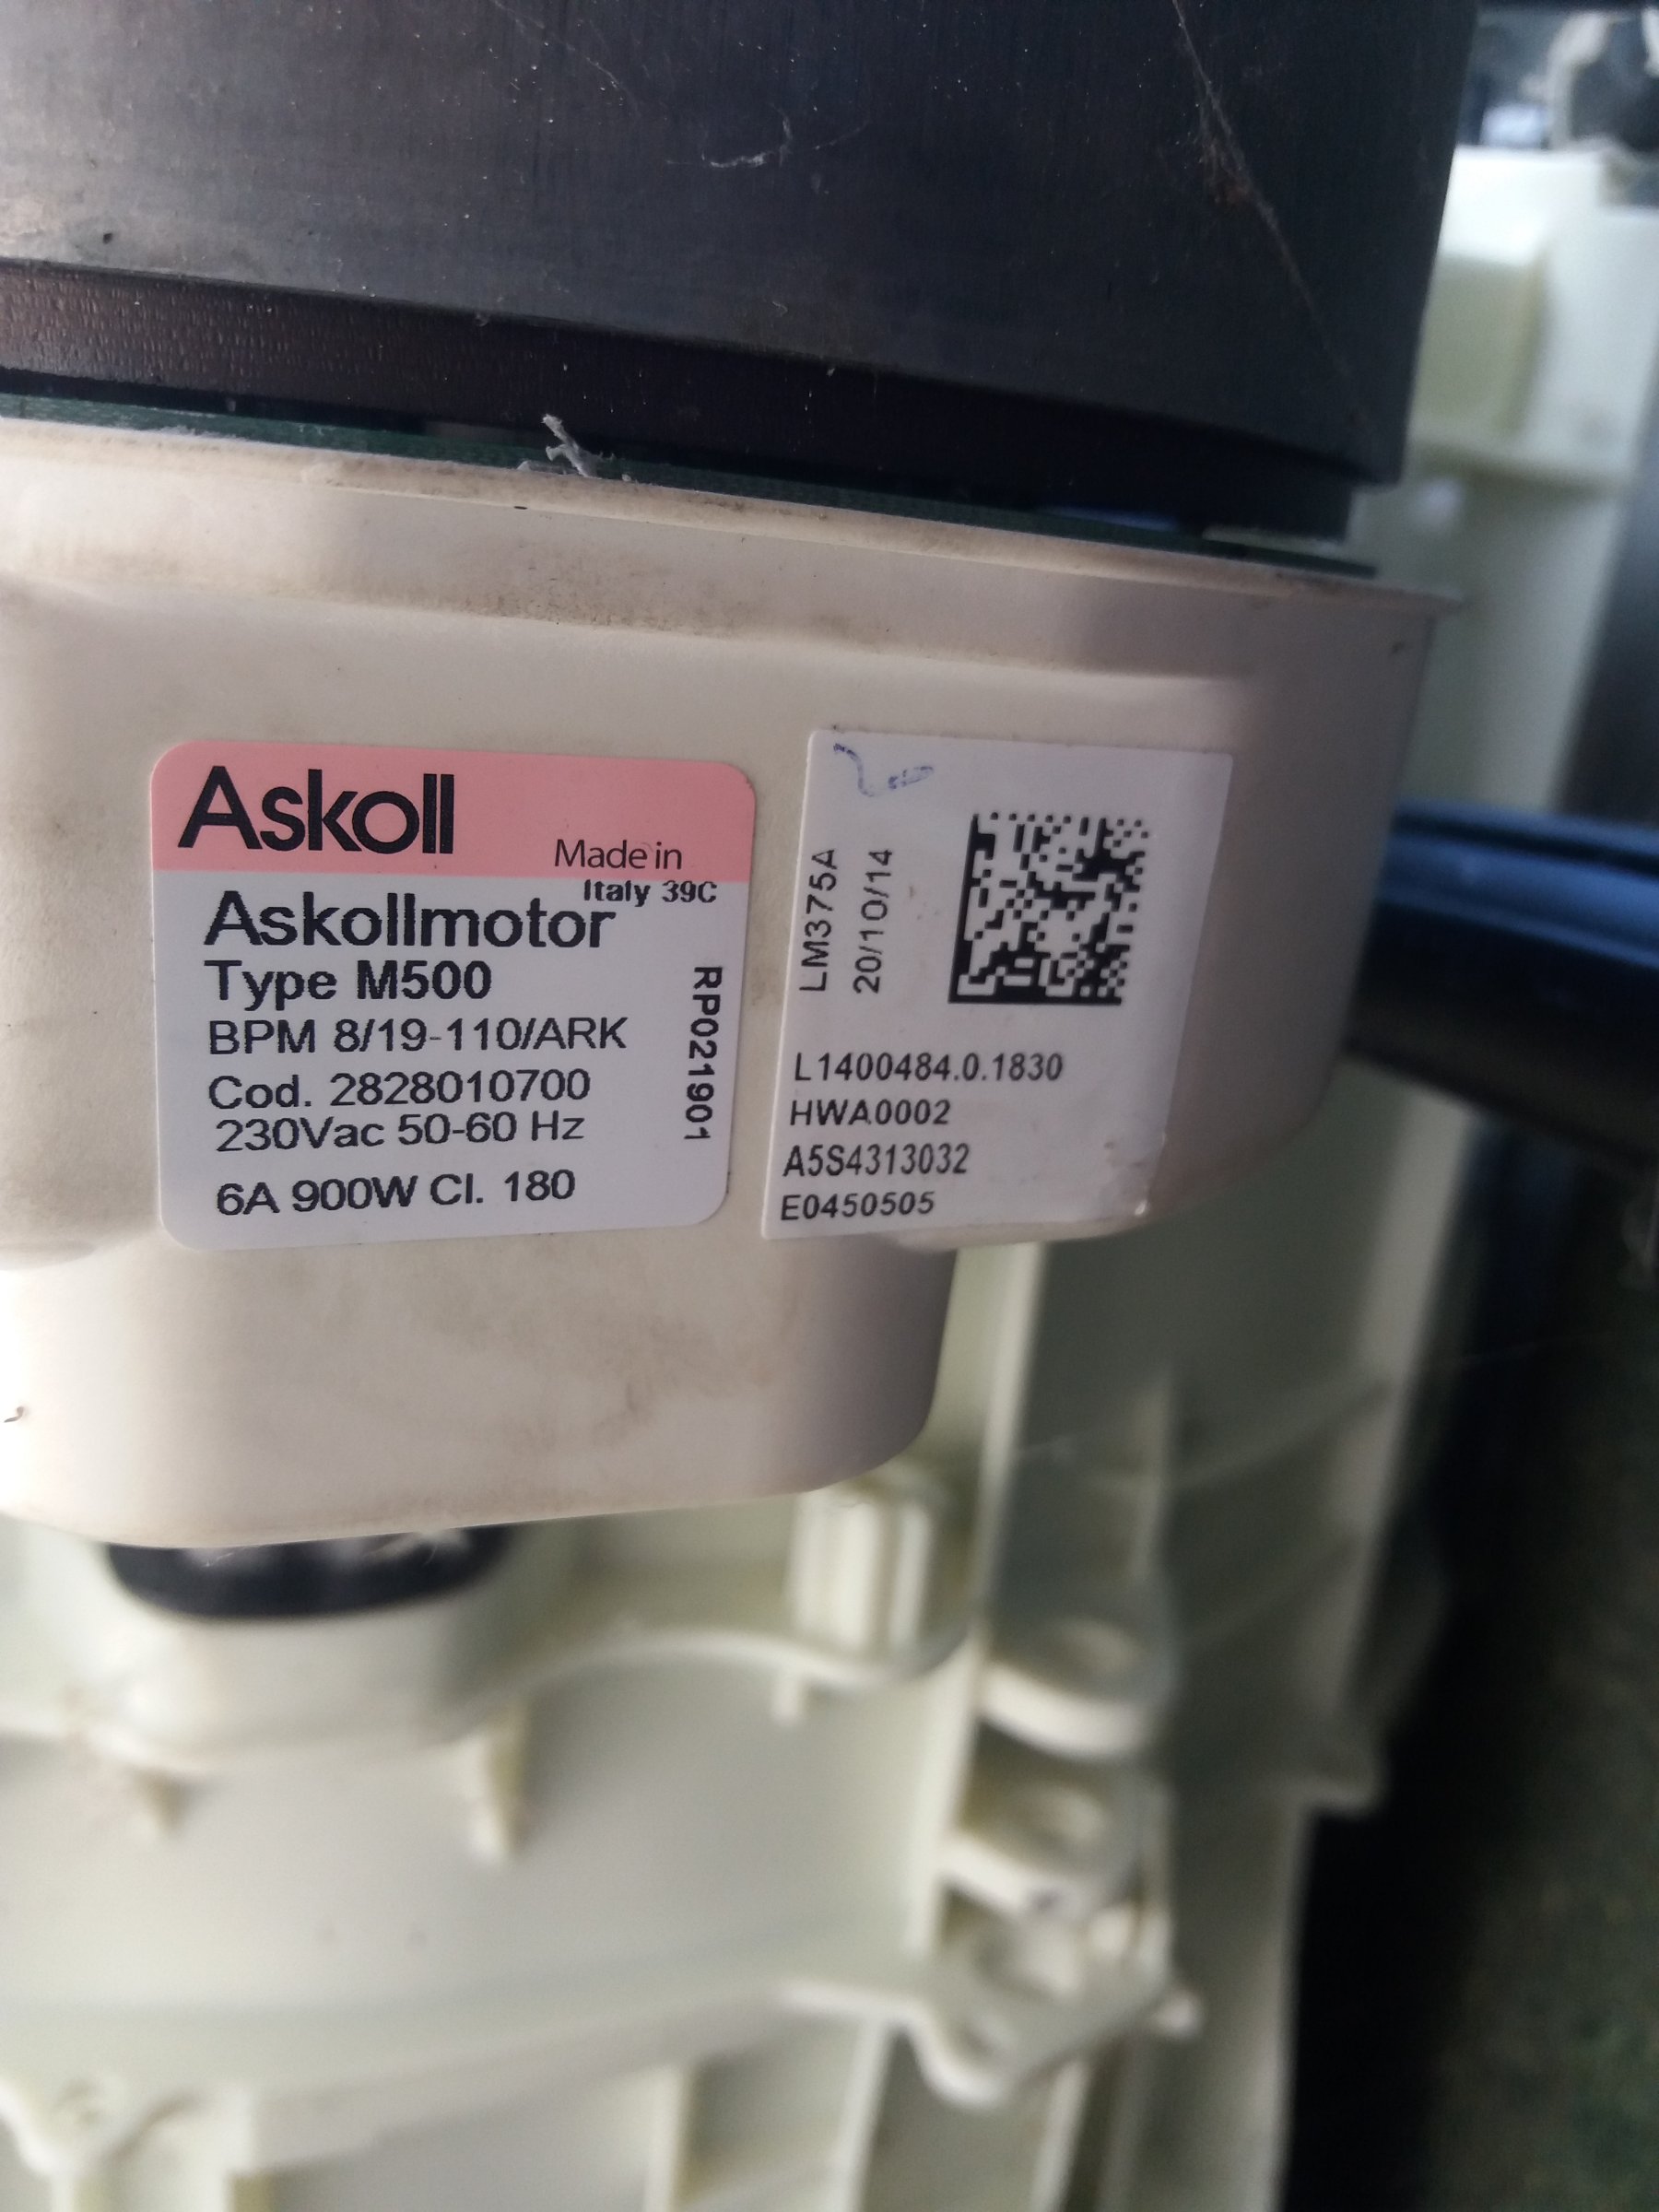 Askoll
Made in
Italy 39C
Askollmotor
Type M500
BPM 8/19-110/ARK
Cod. 2828010700
230Vac 50-60 Hz
6A 900W Cl. 180
RP021901
LM375A
20/10/14
L1400484.0.1830
HWA0002
A5S4313032
E0450505